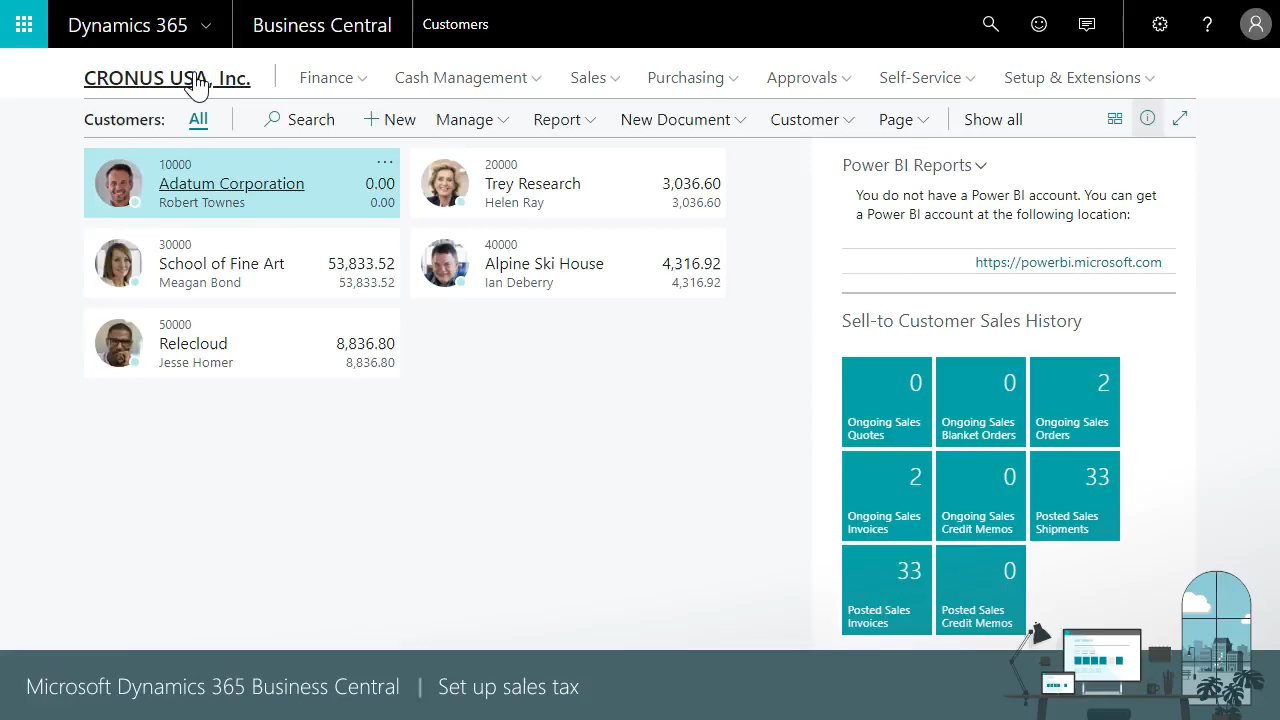 Dynamics 365
Business Central
Customers
?
CRONUS USA, Inc.
Finance
Cash Management
Sales
Purchasing
Approvals
Self-Service
Setup & Extensions
Customers:
All
Search
+ New
Manage
Report
New Document
Customer
Page
Show all
10000
...
Adatum Corporation 0.00
Robert Townes 0.00
20000
Trey Research 3,036.60
Helen Ray 3,036.60
30000
School of Fine Art 53,833.52
Meagan Bond 53,833.52
40000
Alpine Ski House 4,316.92
Ian Deberry 4,316.92
50000
Relecloud 8,836.80
Jesse Homer 8,836.80
Power BI Reports
You do not have a Power BI account. You can get
a Power BI account at the following location:
https://powerbi.microsoft.com
Sell-to Customer Sales History
0
Ongoing Sales
Quotes
0
Ongoing Sales
Blanket Orders
2
Ongoing Sales
Orders
2
Ongoing Sales
Invoices
0
Ongoing Sales
Credit Memos
33
Posted Sales
Shipments
33
Posted Sales
Invoices
0
Posted Sales
Credit Memos
Microsoft Dynamics 365 Business Central | Set up sales tax